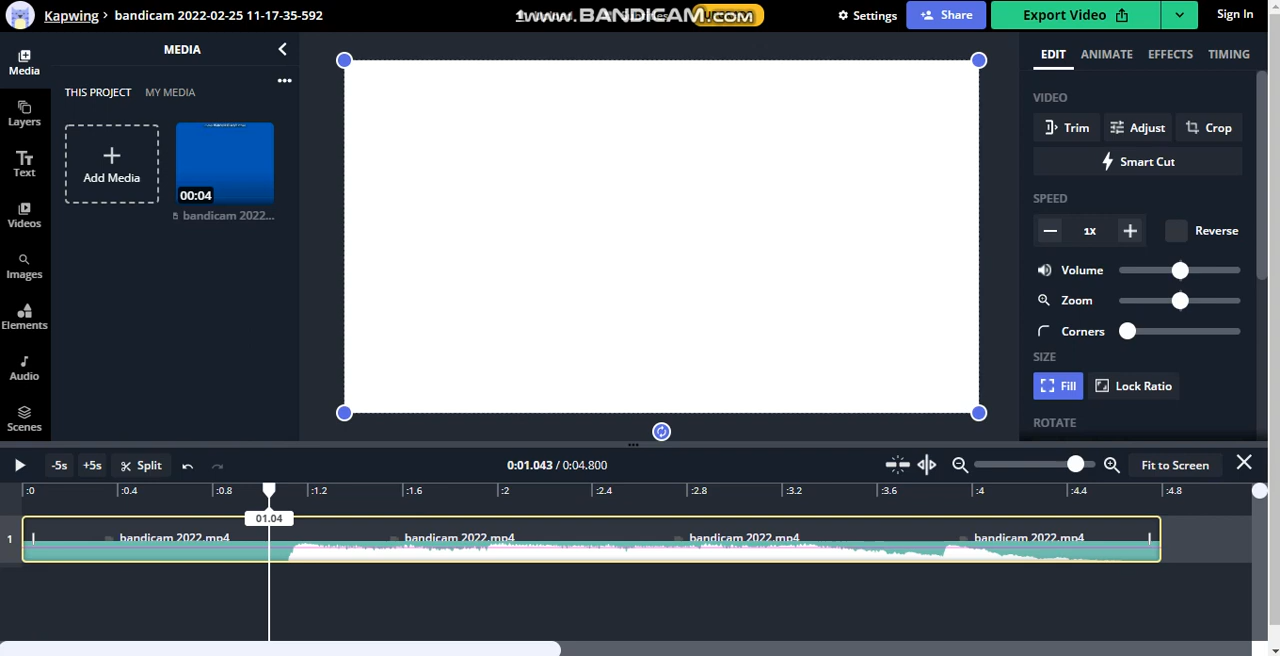 Kapwing › bandicam 2022-02-25 11-17-35-592
WWW.BANDICAM.COM
Settings
Share
Export Video
Sign In
Media
Layers
Text
Videos
Images
Elements
Audio
Scenes
MEDIA
THIS PROJECT MY MEDIA
Add Media
00:04
bandicam 2022...
EDIT ANIMATE EFFECTS TIMING
VIDEO
Trim Adjust Crop
Smart Cut
SPEED
1X Reverse
Volume
Zoom
Corners
SIZE
Fill Lock Ratio
ROTATE
-5s +5s Split 0:01.043 / 0:04.800 Fit to Screen
:0 :0.4 :0.8 :1.2 :1.6 :2 :2.4 :2.8 :3.2 :3.6 :4 :4.4 :4.8
01.04
1 bandicam 2022.mp4 bandicam 2022.mp4 bandicam 2022.mp4 bandicam 2022.mp4